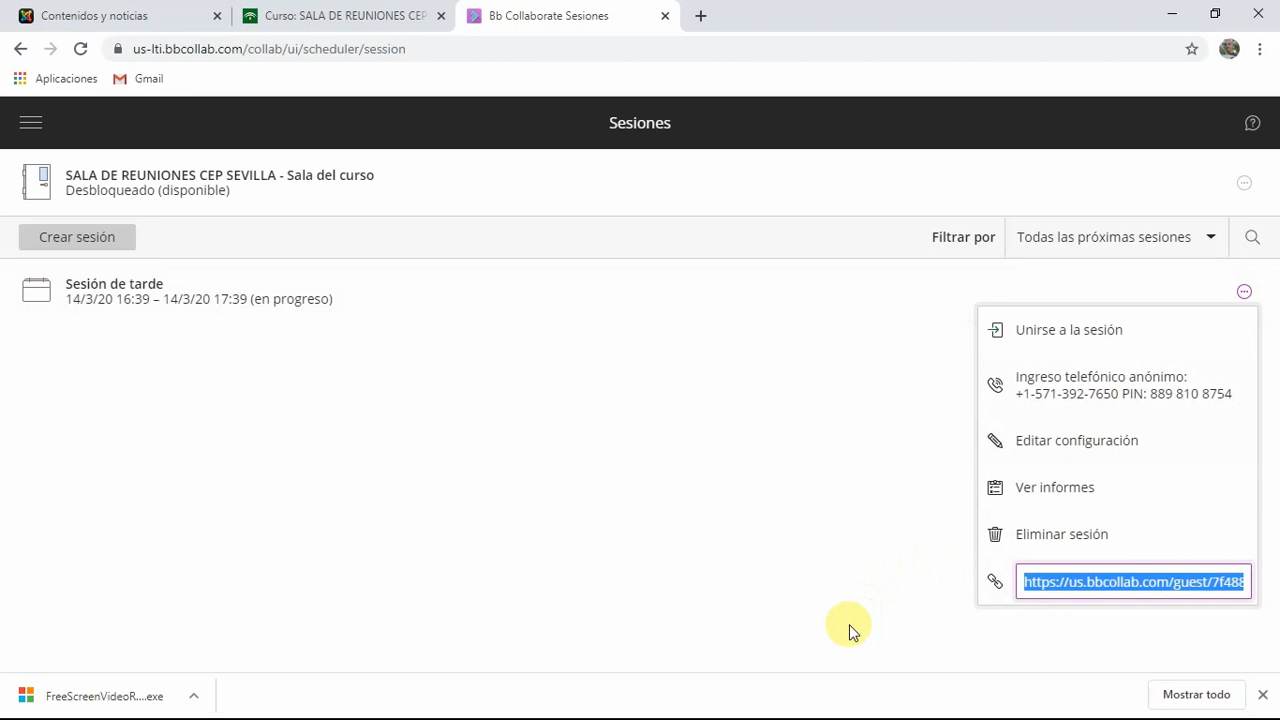 Contenidos y noticias
Curso: SALA DE REUNIONES CEP
Bb Collaborate Sesiones
us-lti.bbcollab.com/collab/ui/scheduler/session
Aplicaciones
Gmail
Sesiones
SALA DE REUNIONES CEP SEVILLA - Sala del curso
Desbloqueado (disponible)
Crear sesión
Filtrar por
Todas las próximas sesiones
Sesión de tarde
14/3/20 16:39 – 14/3/20 17:39 (en progreso)
Unirse a la sesión
Ingreso telefónico anónimo:
+1-571-392-7650 PIN: 889 810 8754
Editar configuración
Ver informes
Eliminar sesión
https://us.bbcollab.com/guest/7f488
FreeScreenVideoR....exe
Mostrar todo